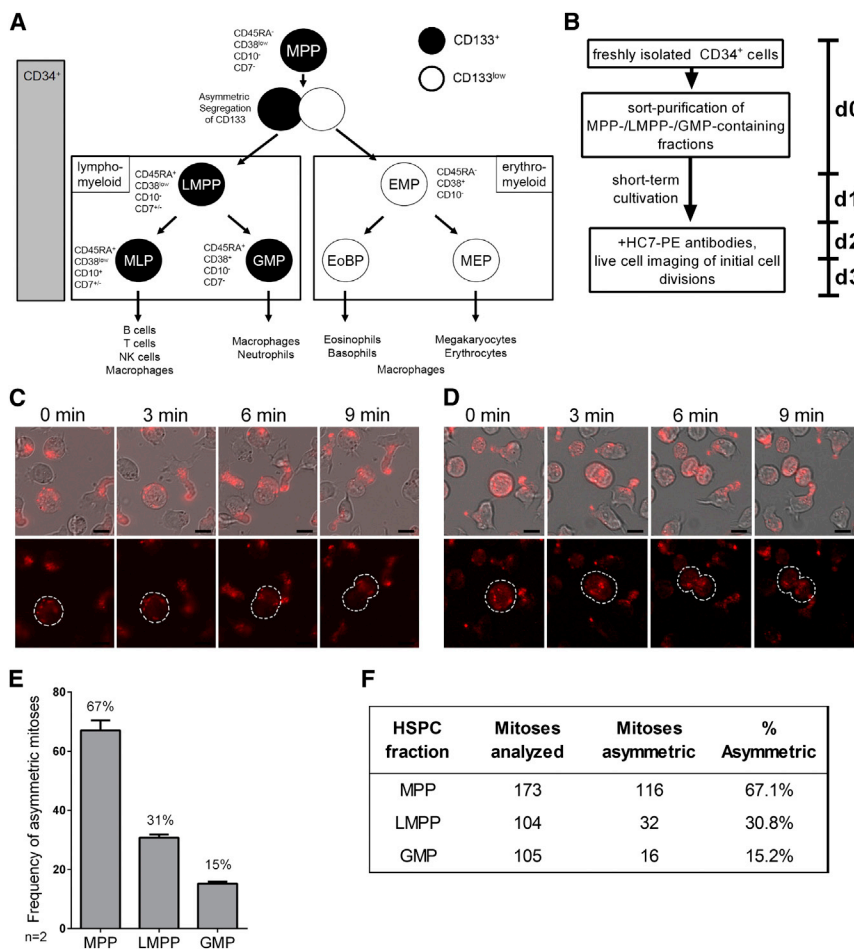 A
CD34⁺
CD45RA⁻
CD38ˡᵒʷ
CD10⁻
CD7⁻
MPP
CD133⁺
CD133ˡᵒʷ
Asymmetric
Segregation
of CD133
lympho-
myeloid
CD45RA⁺
CD38ˡᵒʷ
CD10⁻
CD7⁺/⁻
LMPP
EMP
CD45RA⁻
CD38⁺
CD10⁻
erythro-
myeloid
CD45RA⁺
CD38ˡᵒʷ
CD10⁺
CD7⁺/⁻
MLP
CD45RA⁺
CD38⁺
CD10⁻
CD7⁻
GMP
EoBP
MEP
B cells
T cells
NK cells
Macrophages
Macrophages
Neutrophils
Eosinophils
Basophils
Megakaryocytes
Erythrocytes
Macrophages
B
freshly isolated CD34⁺ cells
sort-purification of
MPP-/LMPP-/GMP-containing
fractions
short-term
cultivation
+HC7-PE antibodies,
live cell imaging of initial cell
divisions
d0
d1
d2
d3
C
0 min 3 min 6 min 9 min
D
0 min 3 min 6 min 9 min
E
Frequency of asymmetric mitoses
80
60
40
20
0
67%
31%
15%
n=2
MPP LMPP GMP
F
HSPC fraction Mitoses analyzed Mitoses asymmetric % Asymmetric
MPP 173 116 67.1%
LMPP 104 32 30.8%
GMP 105 16 15.2%